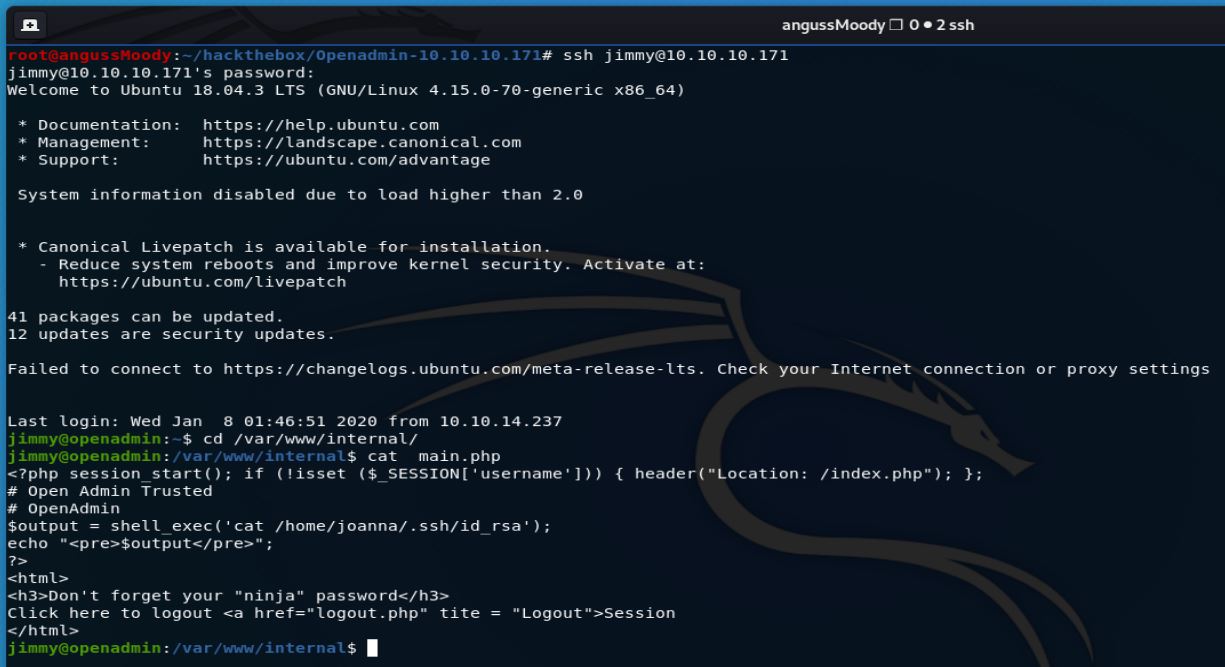 angussMoody ❐ 0 ● 2 ssh
root@angussMoody:~/hackthebox/Openadmin-10.10.10.171# ssh jimmy@10.10.10.171
jimmy@10.10.10.171's password:
Welcome to Ubuntu 18.04.3 LTS (GNU/Linux 4.15.0-70-generic x86_64)
* Documentation:  https://help.ubuntu.com
* Management:     https://landscape.canonical.com
* Support:        https://ubuntu.com/advantage
System information disabled due to load higher than 2.0
* Canonical Livepatch is available for installation.
- Reduce system reboots and improve kernel security. Activate at:
https://ubuntu.com/livepatch
41 packages can be updated.
12 updates are security updates.
Failed to connect to https://changelogs.ubuntu.com/meta-release-lts. Check your Internet connection or proxy settings
Last login: Wed Jan  8 01:46:51 2020 from 10.10.14.237
jimmy@openadmin:~$ cd /var/www/internal/
jimmy@openadmin:/var/www/internal$ cat  main.php
<?php session_start(); if (!isset ($_SESSION['username'])) { header("Location: /index.php"); };
# Open Admin Trusted
# OpenAdmin
$output = shell_exec('cat /home/joanna/.ssh/id_rsa');
echo "<pre>$output</pre>";
?>
<html>
<h3>Don't forget your "ninja" password</h3>
Click here to logout <a href="logout.php" tite = "Logout">Session
</html>
jimmy@openadmin:/var/www/internal$